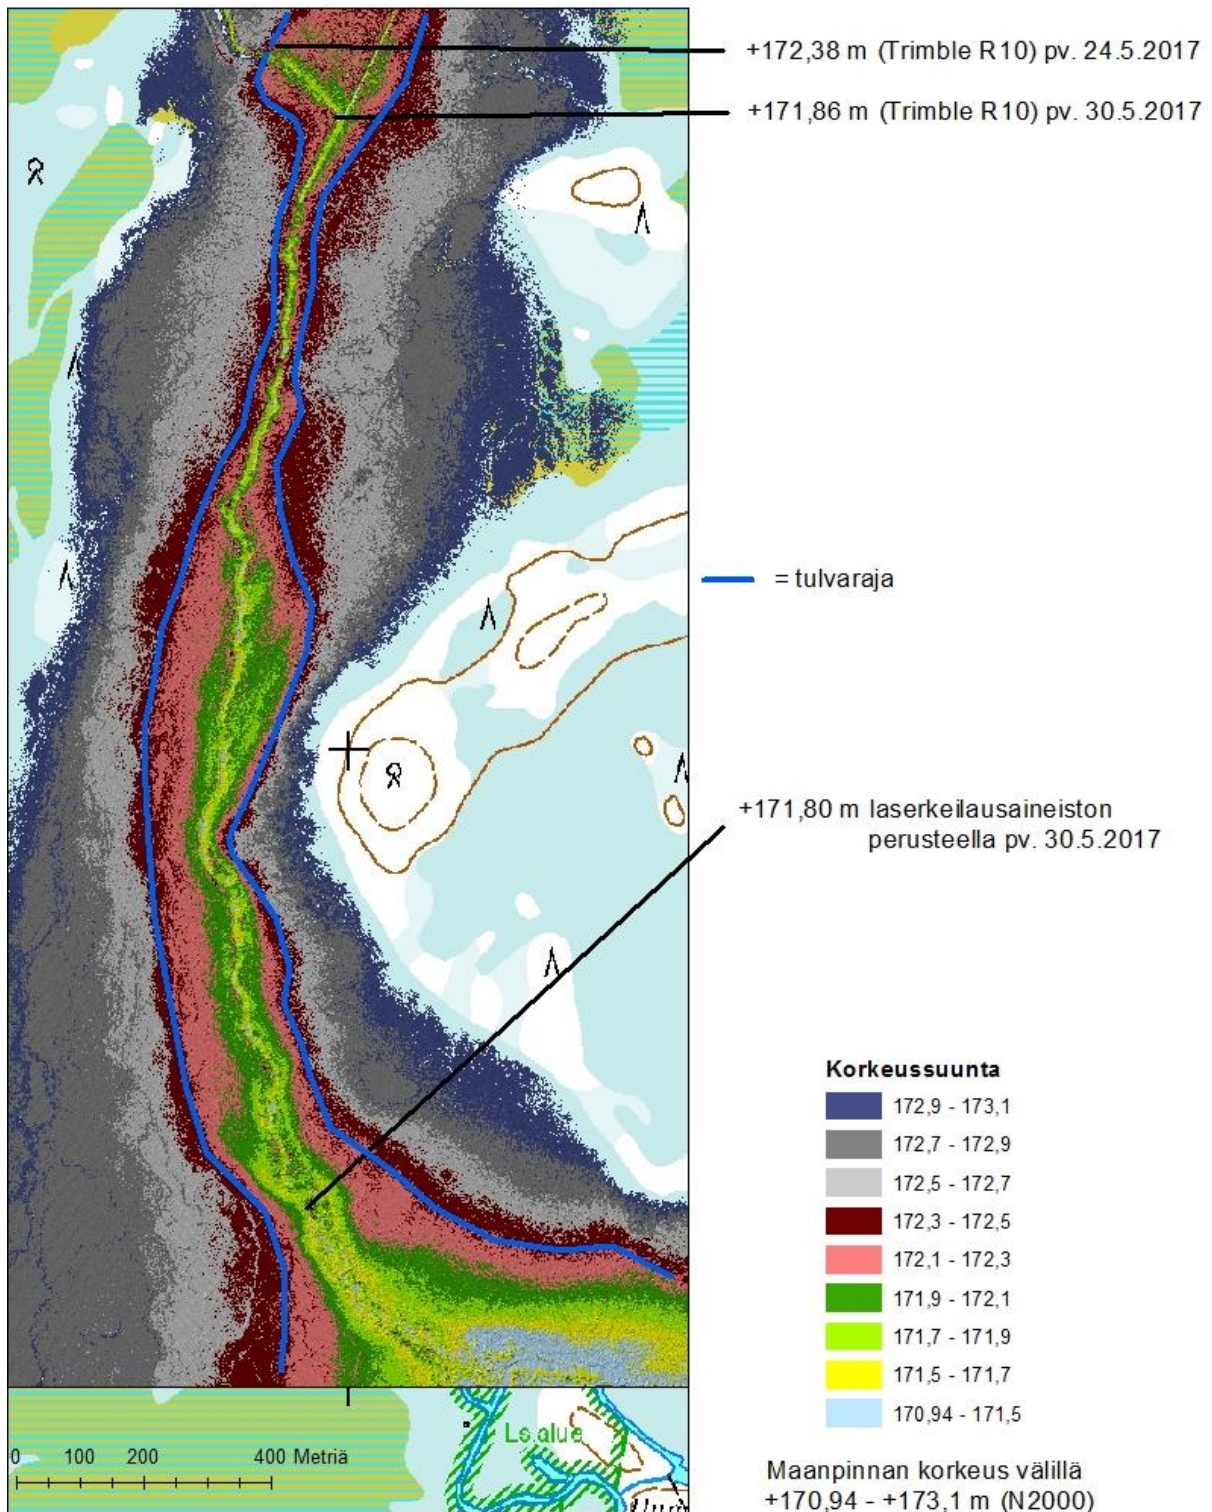 +172,38 m (Trimble R10) pv. 24.5.2017
+171,86 m (Trimble R10) pv. 30.5.2017
= tulvaraja
+171,80 m laserkeilausaineiston
perusteella pv. 30.5.2017
Korkeussuunta
172,9 - 173,1
172,7 - 172,9
172,5 - 172,7
172,3 - 172,5
172,1 - 172,3
171,9 - 172,1
171,7 - 171,9
171,5 - 171,7
170,94 - 171,5
Ls.alue
0 100 200 400 Metriä
Maanpinnan korkeus välillä
+170,94 - +173,1 m (N2000)